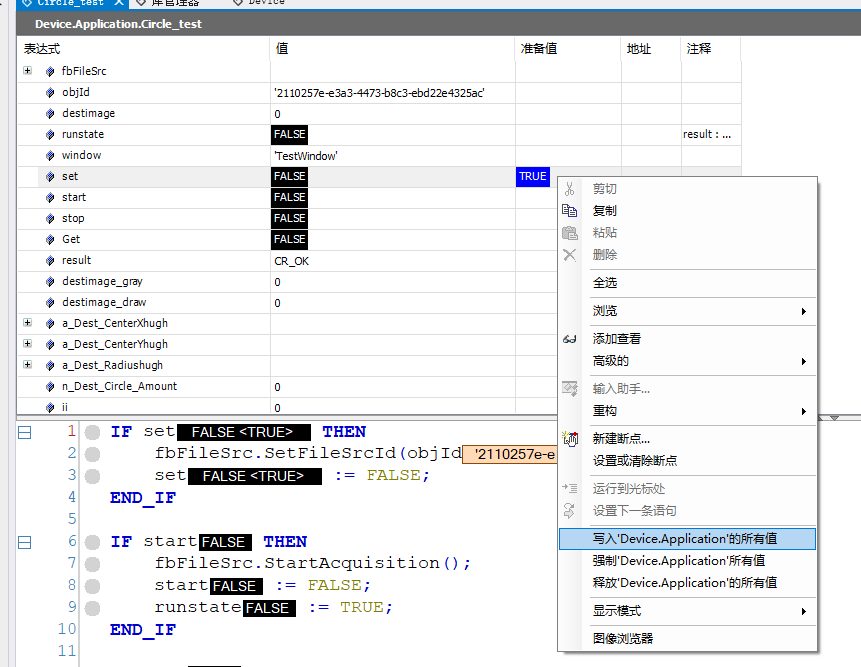 Circle_test 库管理器 Device
Device.Application.Circle_test
表达式 值 准备值 地址 注释
fbFileSrc
objId '2110257e-e3a3-4473-b8c3-ebd22e4325ac'
destimage 0
runstate FALSE result : ...
window 'TestWindow'
set FALSE TRUE
start FALSE
stop FALSE
Get FALSE
result CR_OK
destimage_gray 0
destimage_draw 0
a_Dest_CenterXhugh
a_Dest_CenterYhugh
a_Dest_Radiushugh
n_Dest_Circle_Amount 0
ii 0
剪切
复制
粘贴
删除
全选
浏览
添加查看
高级的
输入助手...
重构
新建断点...
设置或清除断点
运行到光标处
设置下一条语句
写入'Device.Application'的所有值
强制'Device.Application'所有值
释放'Device.Application'的所有值
显示模式
图像浏览器
1 IF set FALSE <TRUE> THEN
2 fbFileSrc.SetFileSrcId(objId '2110257e-e
3 set FALSE <TRUE> := FALSE;
4 END_IF
5
6 IF start FALSE THEN
7 fbFileSrc.StartAcquisition();
8 start FALSE := FALSE;
9 runstate FALSE := TRUE;
10 END_IF
11